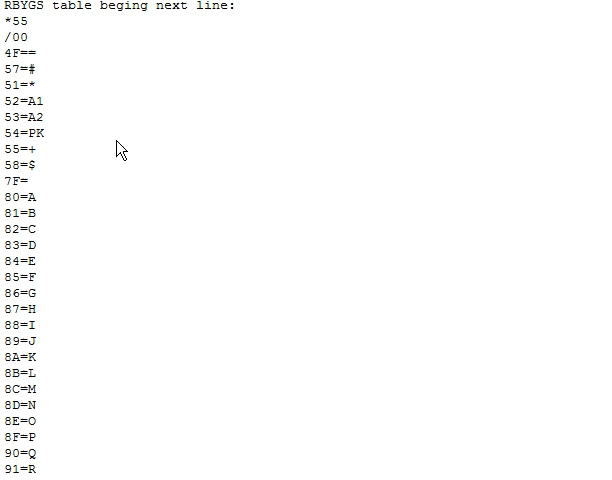 RBYGS table beging next line:
*55
/00
4F==
57=#
51=*
52=A1
53=A2
54=PK
55=+
58=$
7F=
80=A
81=B
82=C
83=D
84=E
85=F
86=G
87=H
88=I
89=J
8A=K
8B=L
8C=M
8D=N
8E=O
8F=P
90=Q
91=R